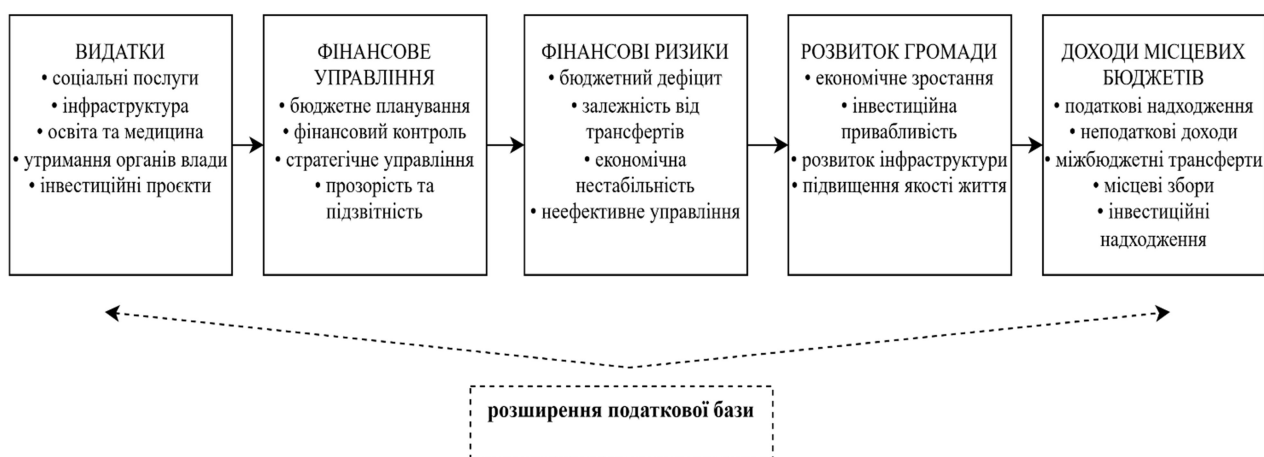 ВИДАТКИ
• соціальні послуги
• інфраструктура
• освіта та медицина
• утримання органів влади
• інвестиційні проєкти
ФІНАНСОВЕ
УПРАВЛІННЯ
• бюджетне планування
• фінансовий контроль
• стратегічне управління
• прозорість та
підзвітність
ФІНАНСОВІ РИЗИКИ
• бюджетний дефіцит
• залежність від
трансфертів
• економічна
нестабільність
• неефективне управління
РОЗВИТОК ГРОМАДИ
• економічне зростання
• інвестиційна
привабливість
• розвиток інфраструктури
• підвищення якості життя
ДОХОДИ МІСЦЕВИХ
БЮДЖЕТІВ
• податкові надходження
• неподаткові доходи
• міжбюджетні трансферти
• місцеві збори
• інвестиційні
надходження
розширення податкової бази